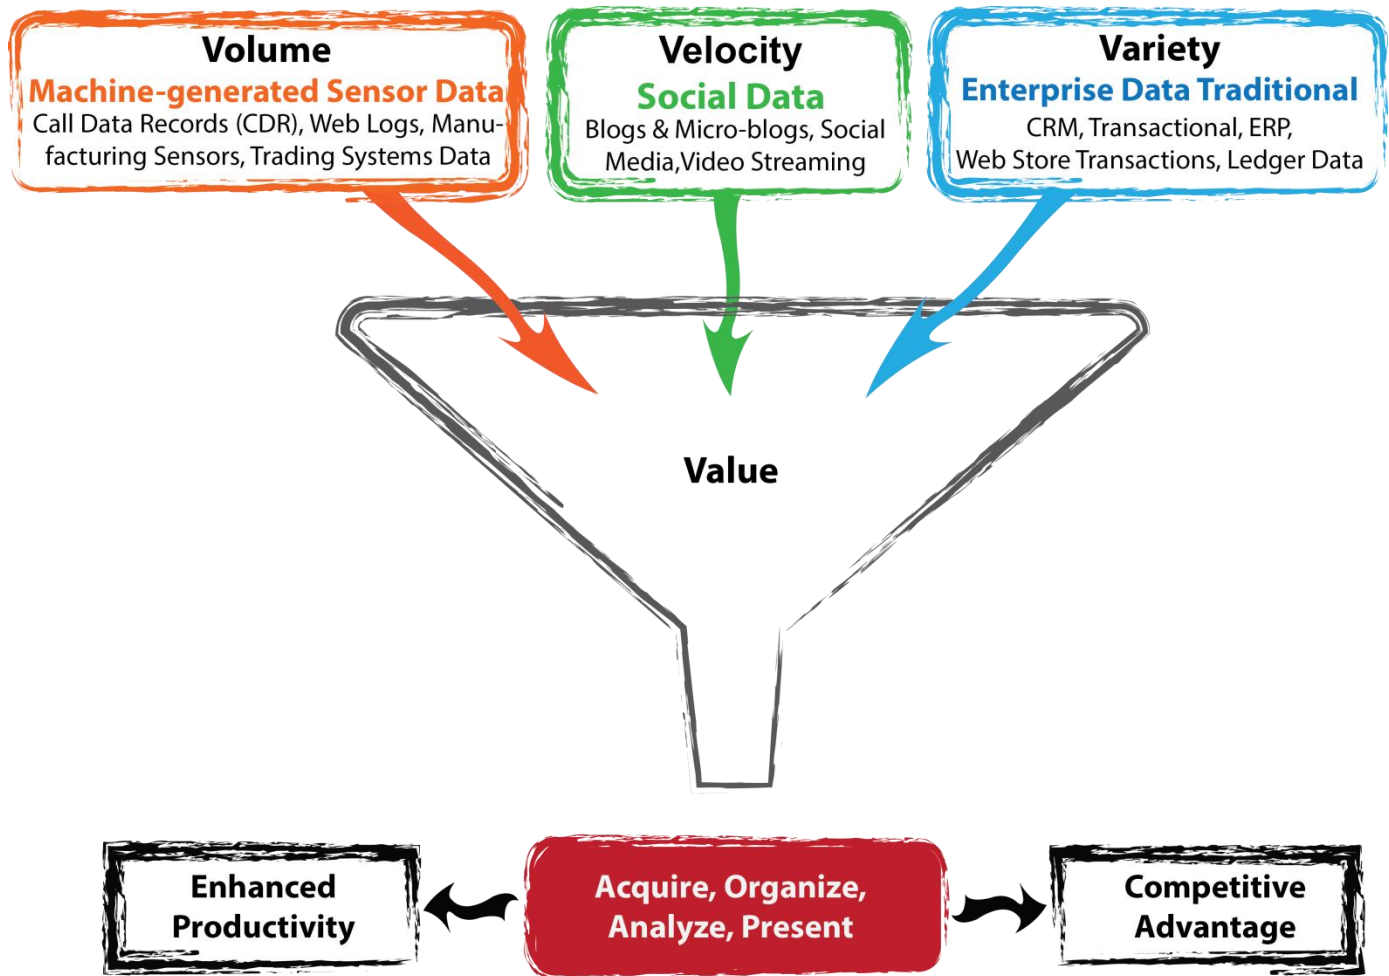 Volume
Machine-generated Sensor Data
Call Data Records (CDR), Web Logs, Manu-
facturing Sensors, Trading Systems Data
Velocity
Social Data
Blogs & Micro-blogs, Social
Media,Video Streaming
Variety
Enterprise Data Traditional
CRM, Transactional, ERP,
Web Store Transactions, Ledger Data
Value
Enhanced
Productivity
Acquire, Organize,
Analyze, Present
Competitive
Advantage